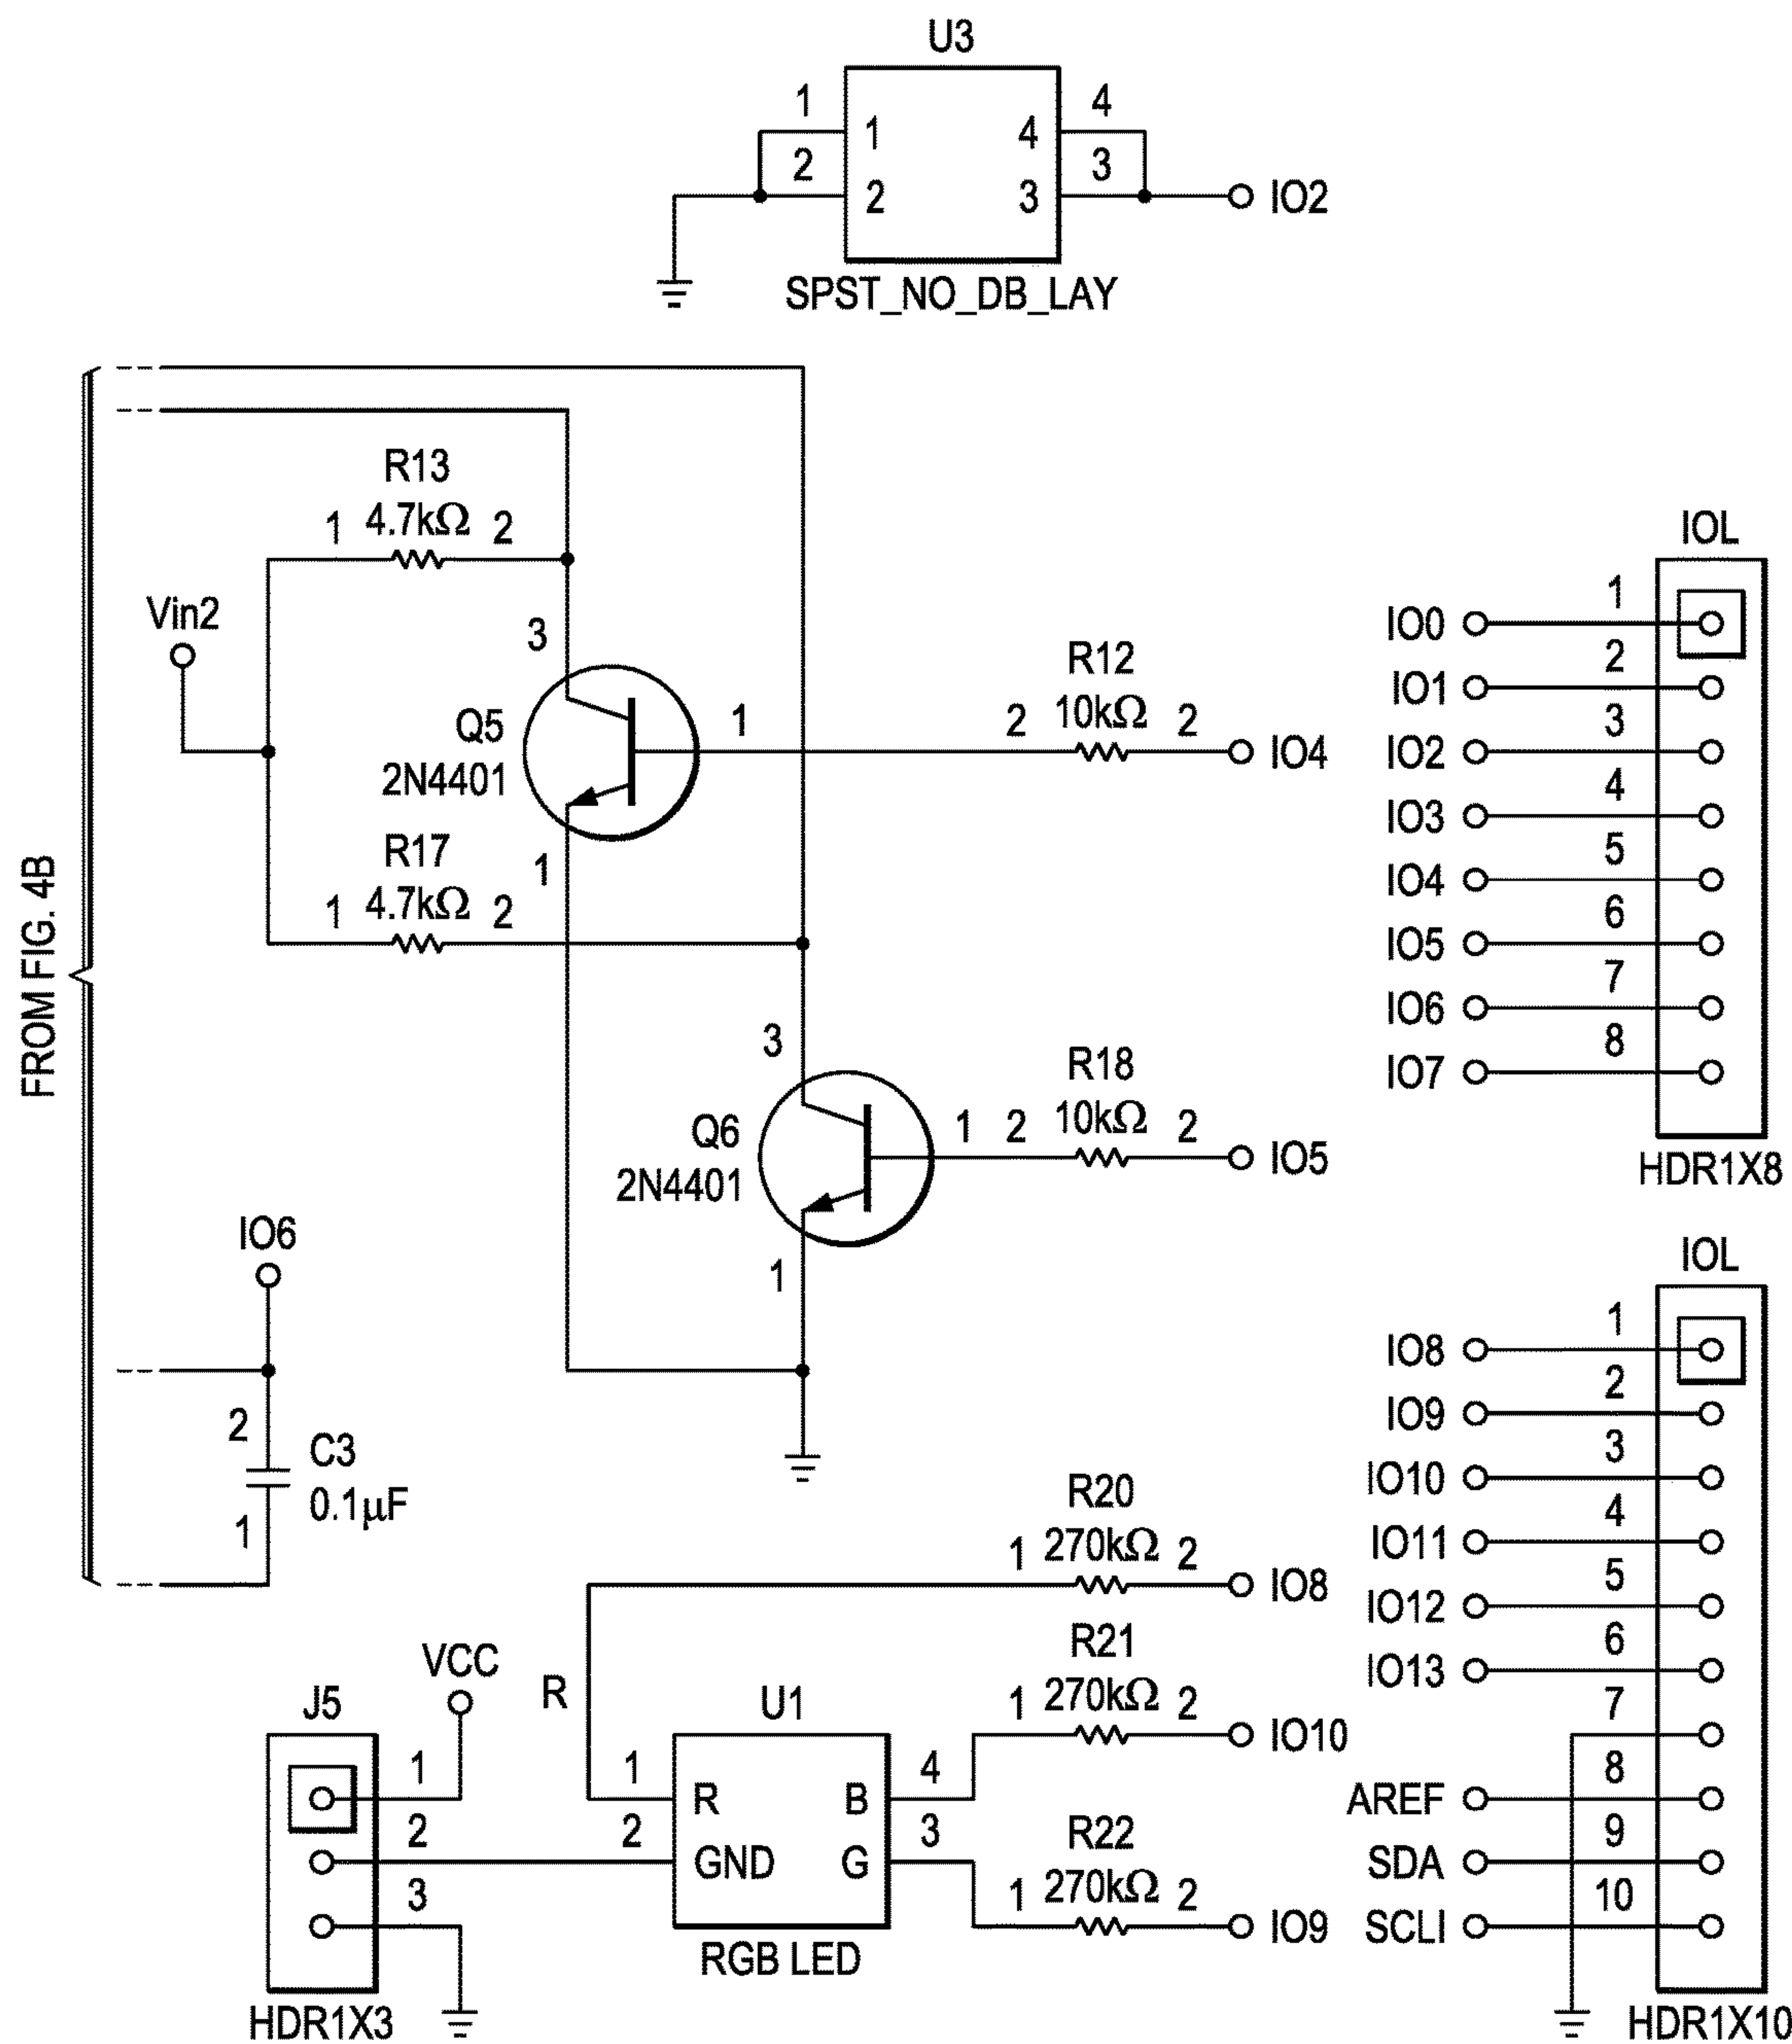 U3
1
1
4
4
2
2
3
3
IO2
SPST_NO_DB_LAY
FROM FIG. 4B
R13
4.7kΩ
1
2
Vin2
3
Q5
2N4401
1
R12
10kΩ
2
2
IO4
1
R17
4.7kΩ
1
2
3
Q6
2N4401
1
R18
10kΩ
2
2
IO5
1
IO6
2
C3
0.1µF
1
IOL
IO0
1
IO1
2
IO2
3
IO3
4
IO4
5
IO5
6
IO6
7
IO7
8
HDR1X8
IOL
IO8
1
IO9
2
IO10
3
IO11
4
IO12
5
IO13
6
7
AREF
8
SDA
9
SCLI
10
HDR1X10
R20
270kΩ
1
2
IO8
R21
270kΩ
1
2
IO10
R22
270kΩ
1
2
IO9
VCC
J5
1
2
3
HDR1X3
R
U1
1
R
B
4
2
GND
G
3
RGB LED